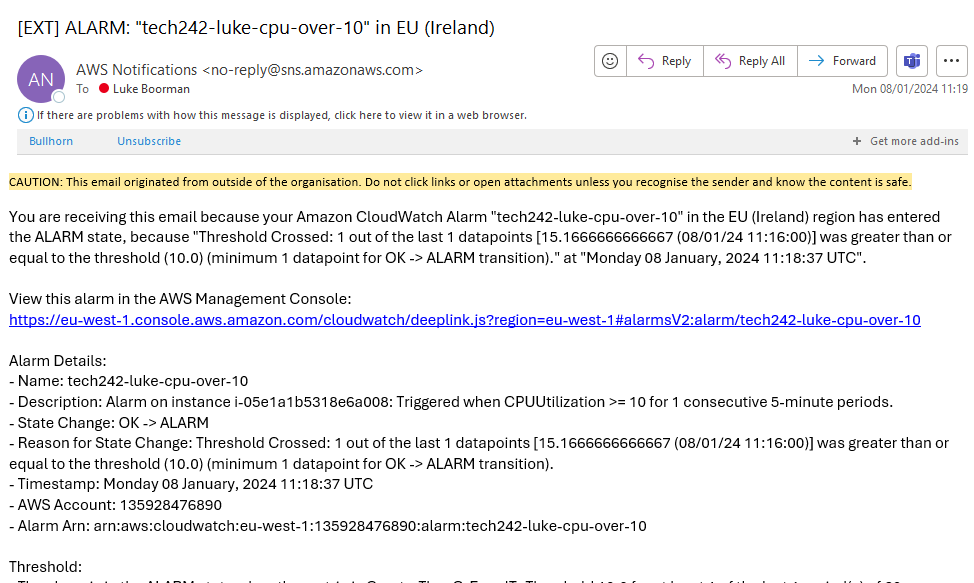 [EXT] ALARM: "tech242-luke-cpu-over-10" in EU (Ireland)
AN
AWS Notifications <no-reply@sns.amazonaws.com>
To Luke Boorman
Reply
Reply All
Forward
Mon 08/01/2024 11:19
If there are problems with how this message is displayed, click here to view it in a web browser.
Bullhorn Unsubscribe
+ Get more add-ins
CAUTION: This email originated from outside of the organisation. Do not click links or open attachments unless you recognise the sender and know the content is safe.
You are receiving this email because your Amazon CloudWatch Alarm "tech242-luke-cpu-over-10" in the EU (Ireland) region has entered
the ALARM state, because "Threshold Crossed: 1 out of the last 1 datapoints [15.1666666666667 (08/01/24 11:16:00)] was greater than or
equal to the threshold (10.0) (minimum 1 datapoint for OK -> ALARM transition)." at "Monday 08 January, 2024 11:18:37 UTC".
View this alarm in the AWS Management Console:
https://eu-west-1.console.aws.amazon.com/cloudwatch/deeplink.js?region=eu-west-1#alarmsV2:alarm/tech242-luke-cpu-over-10
Alarm Details:
- Name: tech242-luke-cpu-over-10
- Description: Alarm on instance i-05e1a1b5318e6a008: Triggered when CPUUtilization >= 10 for 1 consecutive 5-minute periods.
- State Change: OK -> ALARM
- Reason for State Change: Threshold Crossed: 1 out of the last 1 datapoints [15.1666666666667 (08/01/24 11:16:00)] was greater than or
equal to the threshold (10.0) (minimum 1 datapoint for OK -> ALARM transition).
- Timestamp: Monday 08 January, 2024 11:18:37 UTC
- AWS Account: 135928476890
- Alarm Arn: arn:aws:cloudwatch:eu-west-1:135928476890:alarm:tech242-luke-cpu-over-10
Threshold: